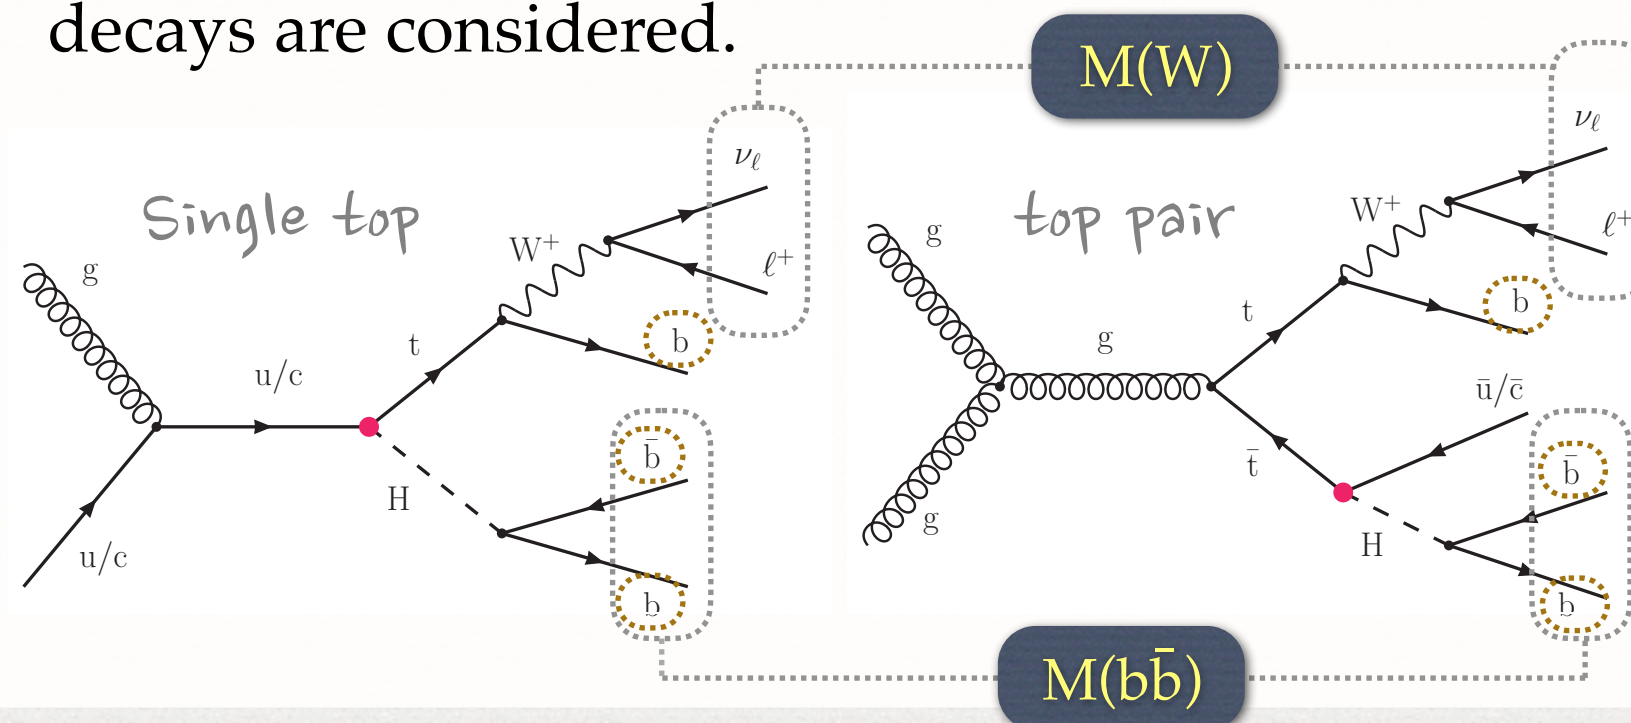 decays are considered.
M(W)
Single top
g
u/c
u/c
t
W⁺
νℓ
ℓ⁺
b
H
b̄
b
top pair
g
g
g
t
W⁺
νℓ
ℓ⁺
b
t̄
ū/c̄
H
b̄
b
M(bb̄)